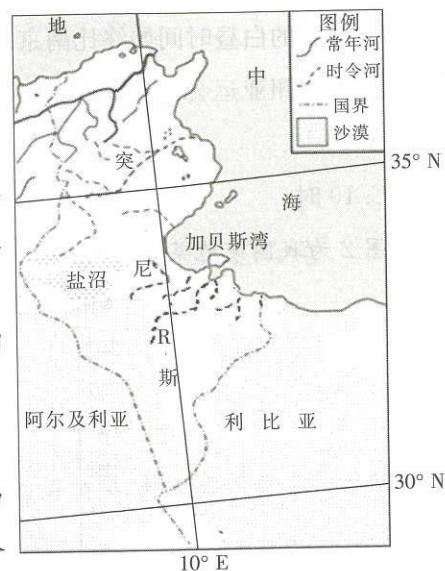 图例
常年河
时令河
国界
沙漠
地
中
海
35° N
突
尼
斯
加贝斯湾
盐沼
R
阿尔及利亚
利比亚
30° N
10° E